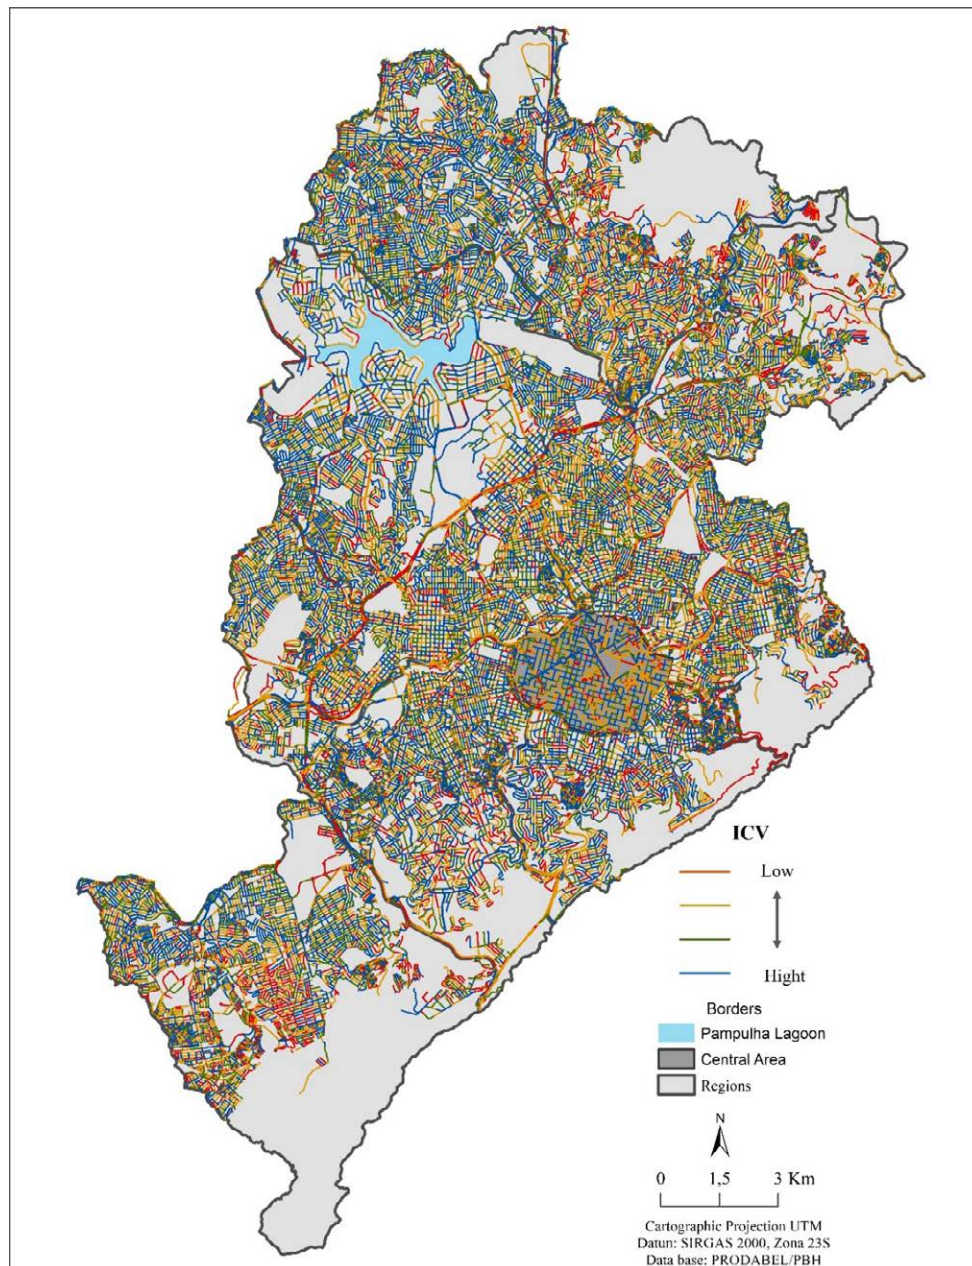 ICV
Low
Hight
Borders
Pampulha Lagoon
Central Area
Regions
N
0 1,5 3 Km
Cartographic Projection UTM
Datun: SIRGAS 2000, Zona 23S
Data base: PRODABEL/PBH